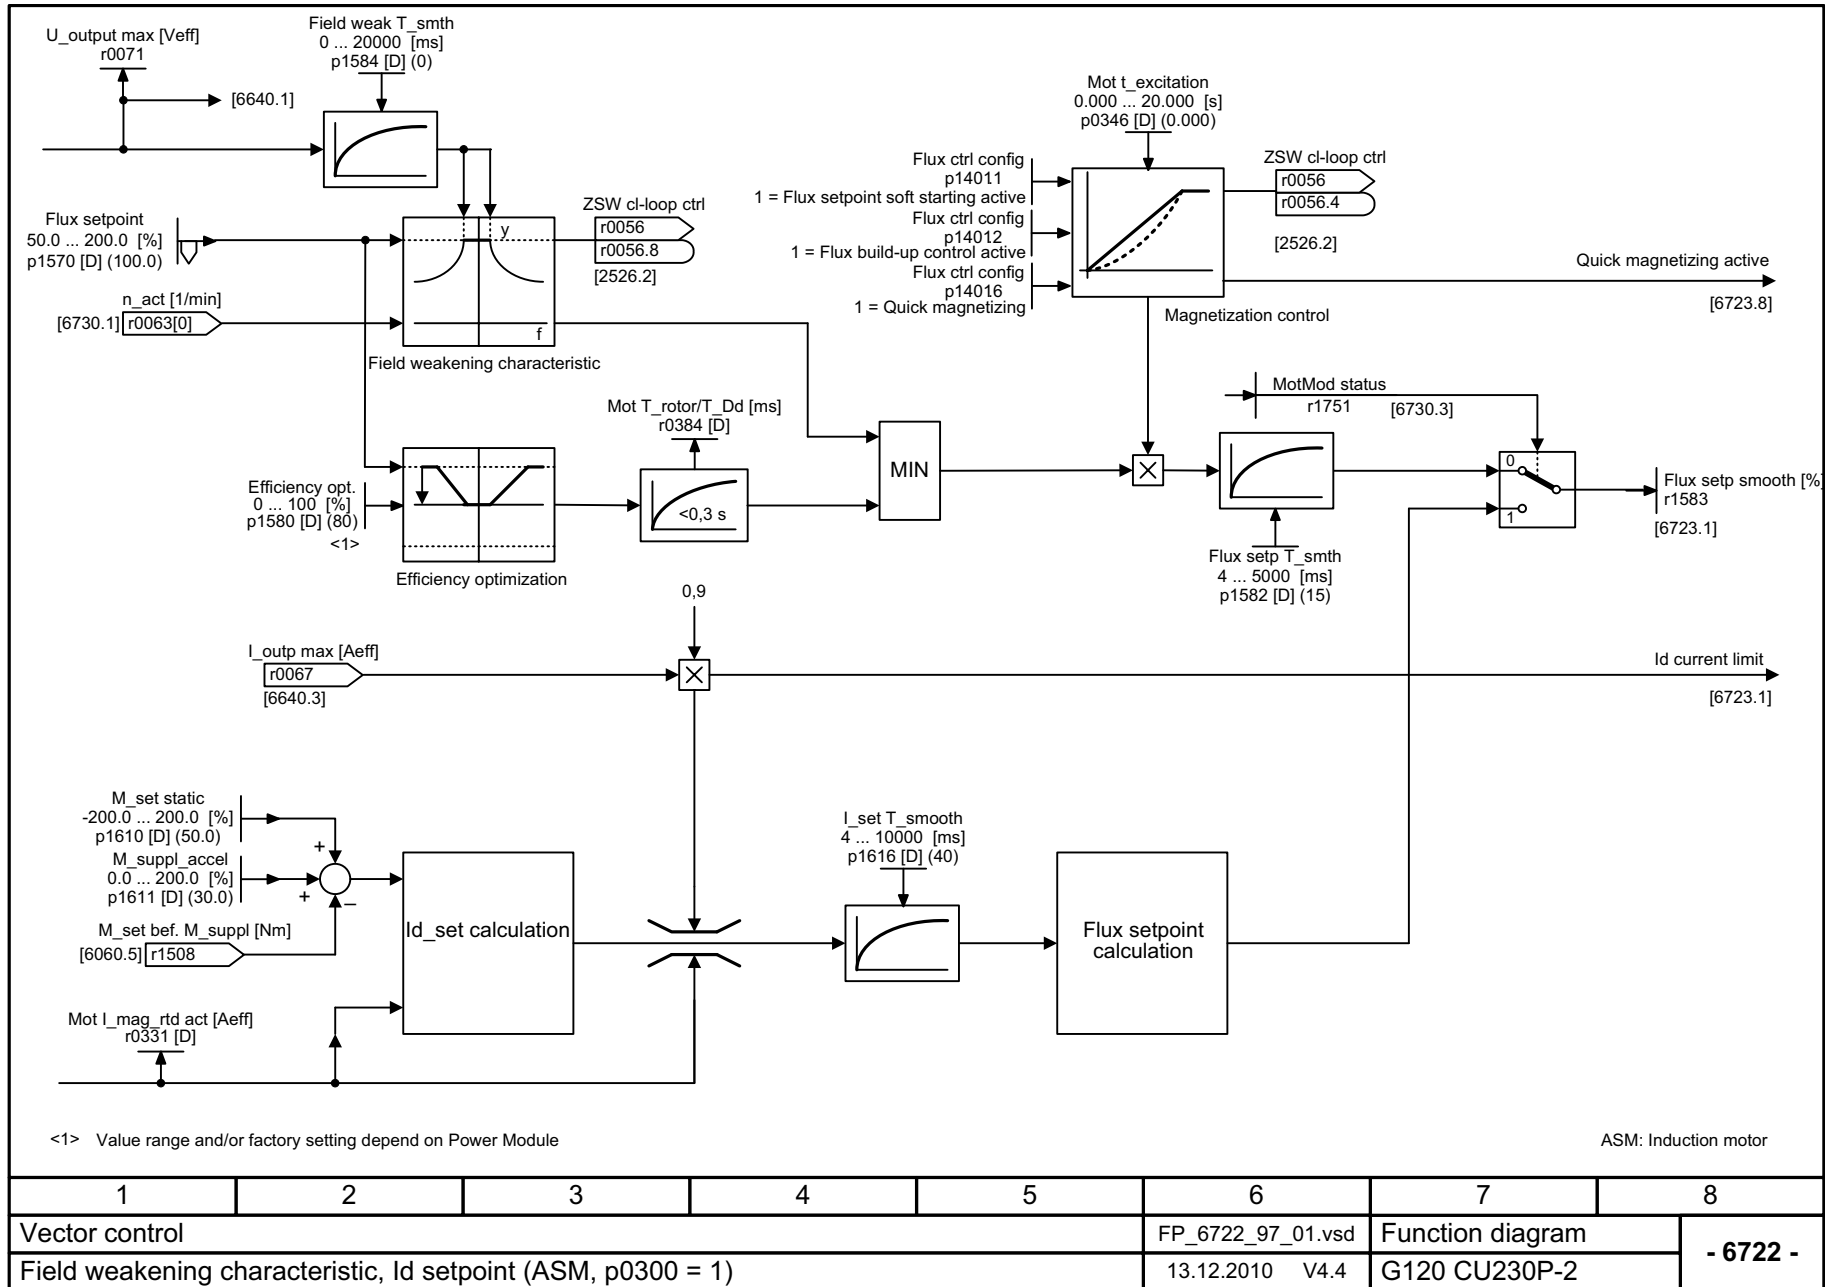 U_output max [Veff]
r0071
[6640.1]
Field weak T_smth
0 ... 20000 [ms]
p1584 [D] (0)
Flux setpoint
50.0 ... 200.0 [%]
p1570 [D] (100.0)
n_act [1/min]
[6730.1] r0063[0]
y
f
Field weakening characteristic
ZSW cl-loop ctrl
r0056
r0056.8
[2526.2]
Mot t_excitation
0.000 ... 20.000 [s]
p0346 [D] (0.000)
Flux ctrl config
p14011
1 = Flux setpoint soft starting active
Flux ctrl config
p14012
1 = Flux build-up control active
Flux ctrl config
p14016
1 = Quick magnetizing
Magnetization control
ZSW cl-loop ctrl
r0056
r0056.4
[2526.2]
Quick magnetizing active
[6723.8]
Efficiency opt.
0 ... 100 [%]
p1580 [D] (80)
<1>
Efficiency optimization
Mot T_rotor/T_Dd [ms]
r0384 [D]
<0,3 s
MIN
MotMod status
r1751 [6730.3]
0
1
Flux setp T_smth
4 ... 5000 [ms]
p1582 [D] (15)
Flux setp smooth [%]
r1583
[6723.1]
0,9
I_outp max [Aeff]
r0067
[6640.3]
Id current limit
[6723.1]
M_set static
-200.0 ... 200.0 [%]
p1610 [D] (50.0)
M_suppl_accel
0.0 ... 200.0 [%]
p1611 [D] (30.0)
+
+
–
M_set bef. M_suppl [Nm]
[6060.5] r1508
Mot I_mag_rtd act [Aeff]
r0331 [D]
Id_set calculation
I_set T_smooth
4 ... 10000 [ms]
p1616 [D] (40)
Flux setpoint
calculation
<1> Value range and/or factory setting depend on Power Module
ASM: Induction motor
1 2 3 4 5 6 7 8
Vector control
FP_6722_97_01.vsd
Function diagram
- 6722 -
Field weakening characteristic, Id setpoint (ASM, p0300 = 1)
13.12.2010 V4.4
G120 CU230P-2